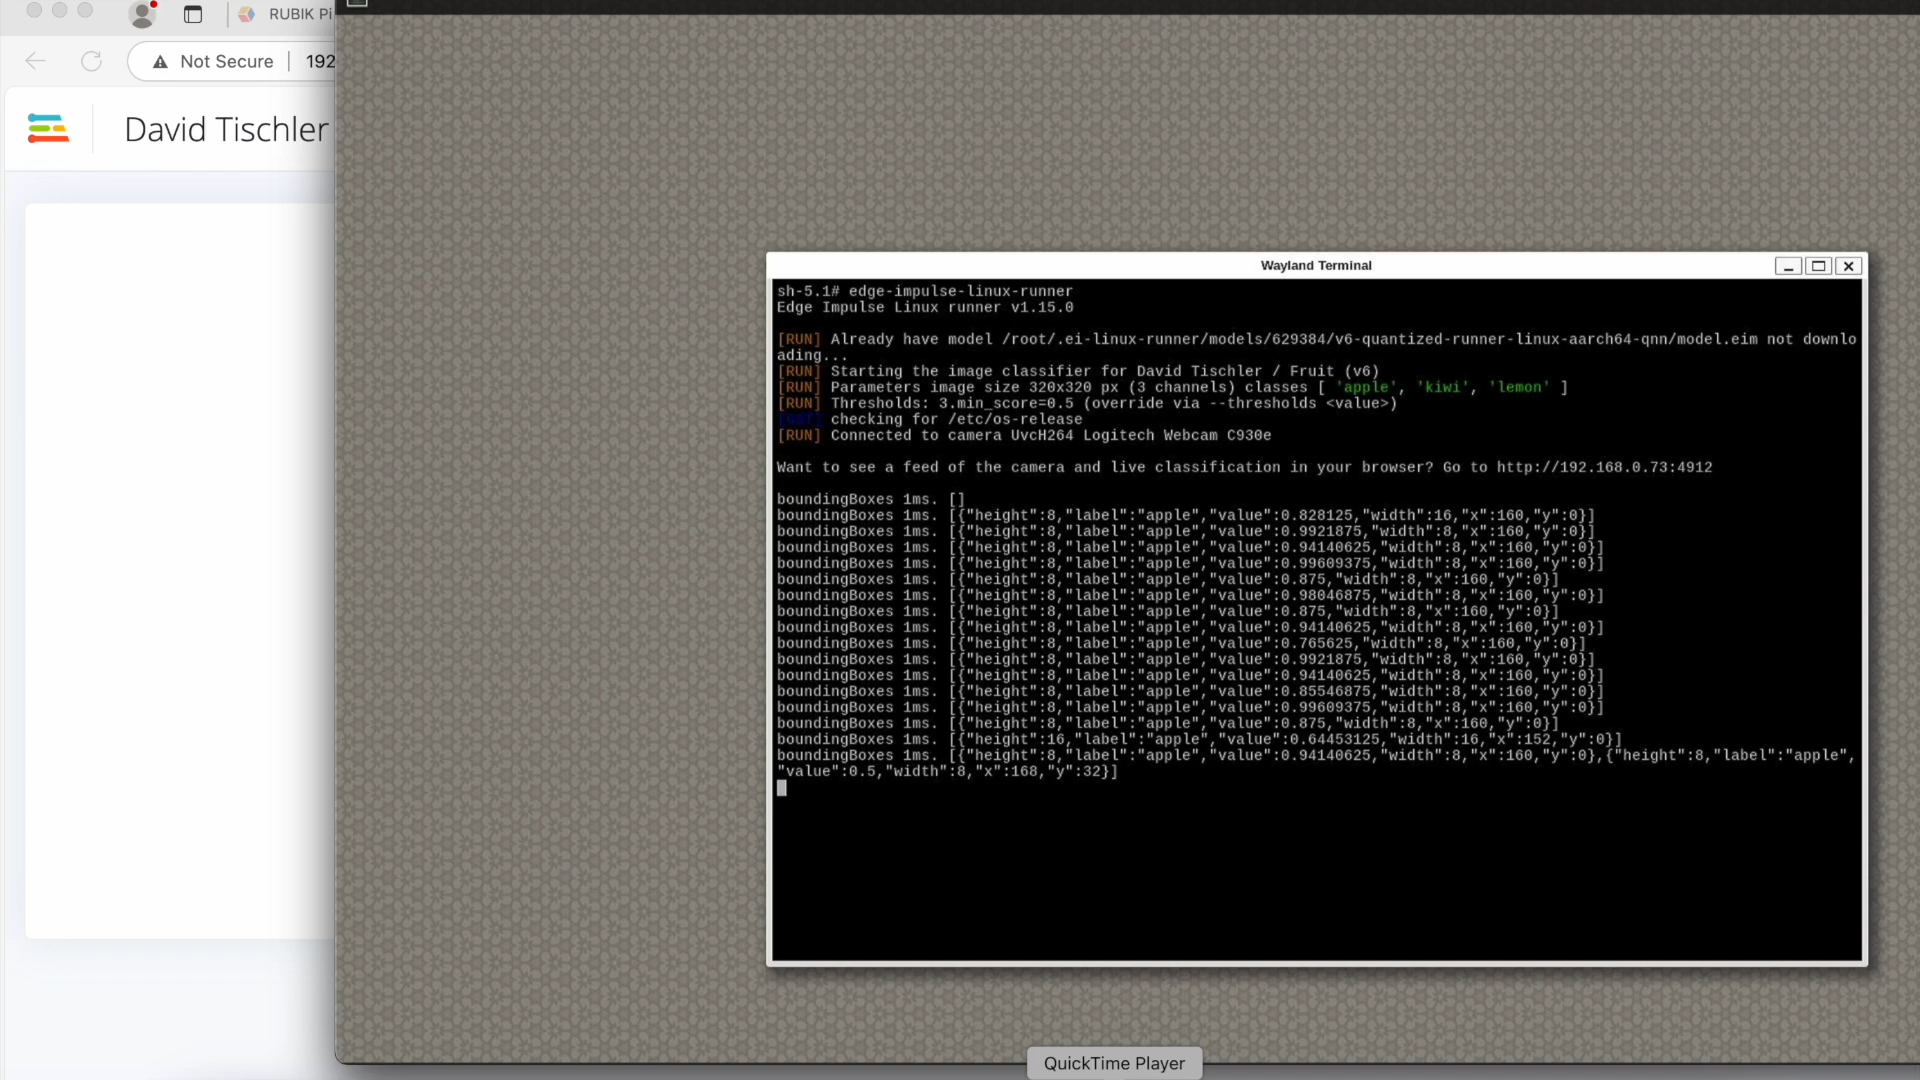 RUBIK Pi
Not Secure
192
David Tischler
Wayland Terminal
sh-5.1# edge-impulse-linux-runner
Edge Impulse Linux runner v1.15.0
[RUN] Already have model /root/.ei-linux-runner/models/629384/v6-quantized-runner-linux-aarch64-qnn/model.eim not downlo
ading...
[RUN] Starting the image classifier for David Tischler / Fruit (v6)
[RUN] Parameters image size 320x320 px (3 channels) classes [ 'apple', 'kiwi', 'lemon' ]
[RUN] Thresholds: 3.min_score=0.5 (override via --thresholds <value>)
[GST] checking for /etc/os-release
[RUN] Connected to camera UvcH264 Logitech Webcam C930e
Want to see a feed of the camera and live classification in your browser? Go to http://192.168.0.73:4912
boundingBoxes 1ms. []
boundingBoxes 1ms. [{"height":8,"label":"apple","value":0.828125,"width":16,"x":160,"y":0}]
boundingBoxes 1ms. [{"height":8,"label":"apple","value":0.9921875,"width":8,"x":160,"y":0}]
boundingBoxes 1ms. [{"height":8,"label":"apple","value":0.94140625,"width":8,"x":160,"y":0}]
boundingBoxes 1ms. [{"height":8,"label":"apple","value":0.99609375,"width":8,"x":160,"y":0}]
boundingBoxes 1ms. [{"height":8,"label":"apple","value":0.875,"width":8,"x":160,"y":0}]
boundingBoxes 1ms. [{"height":8,"label":"apple","value":0.98046875,"width":8,"x":160,"y":0}]
boundingBoxes 1ms. [{"height":8,"label":"apple","value":0.875,"width":8,"x":160,"y":0}]
boundingBoxes 1ms. [{"height":8,"label":"apple","value":0.94140625,"width":8,"x":160,"y":0}]
boundingBoxes 1ms. [{"height":8,"label":"apple","value":0.765625,"width":8,"x":160,"y":0}]
boundingBoxes 1ms. [{"height":8,"label":"apple","value":0.9921875,"width":8,"x":160,"y":0}]
boundingBoxes 1ms. [{"height":8,"label":"apple","value":0.94140625,"width":8,"x":160,"y":0}]
boundingBoxes 1ms. [{"height":8,"label":"apple","value":0.85546875,"width":8,"x":160,"y":0}]
boundingBoxes 1ms. [{"height":8,"label":"apple","value":0.99609375,"width":8,"x":160,"y":0}]
boundingBoxes 1ms. [{"height":8,"label":"apple","value":0.875,"width":8,"x":160,"y":0}]
boundingBoxes 1ms. [{"height":16,"label":"apple","value":0.64453125,"width":16,"x":152,"y":0}]
boundingBoxes 1ms. [{"height":8,"label":"apple","value":0.94140625,"width":8,"x":160,"y":0},{"height":8,"label":"apple",
"value":0.5,"width":8,"x":168,"y":32}]
QuickTime Player